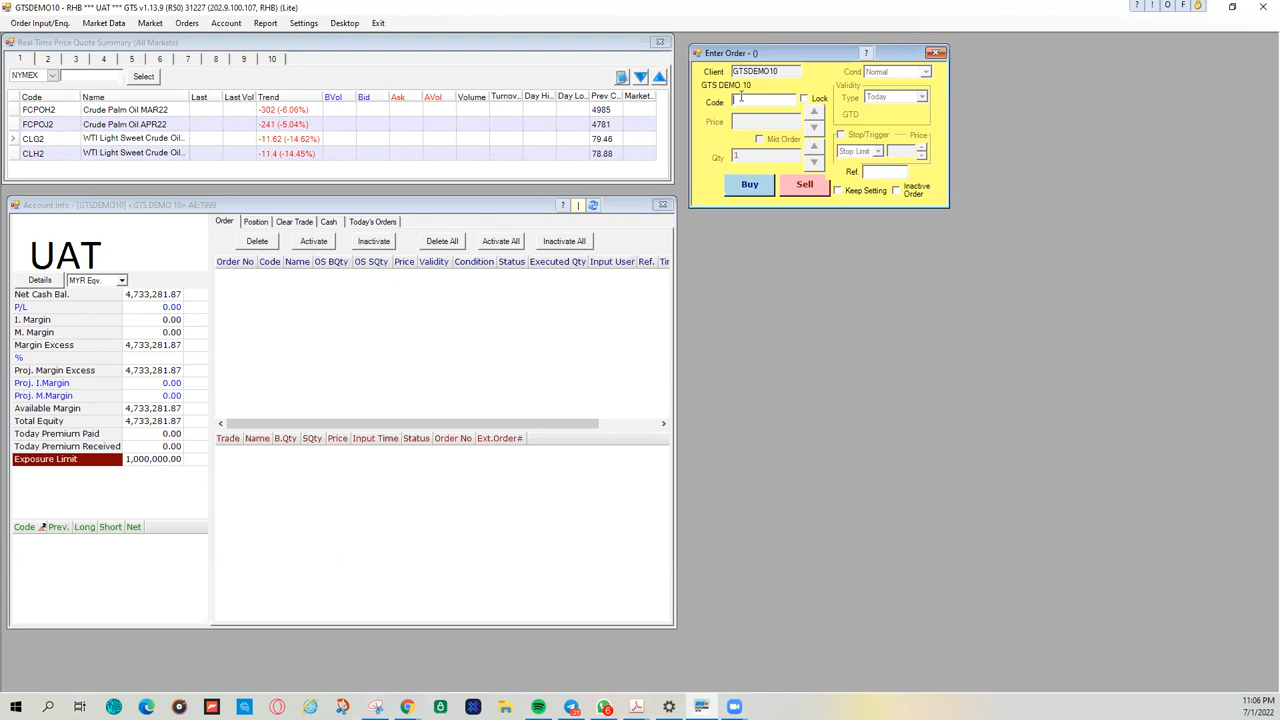 GTSDEMO10 - RHB *** UAT *** GTS v1.13.9 (R50) 31227 (202.9.100.107, RHB) (Lite)
Order Input/Enq. Market Data Market Orders Account Report Settings Desktop Exit
Real Time Price Quote Summary (All Markets)
1 2 3 4 5 6 7 8 9 10
NYMEX Select
Code Name Last Last Vol Trend BVol Bid Ask AVol Volume Turnov... Day Hi... Day Lo... Prev C... Market...
FCPOH2 Crude Palm Oil MAR22 -302 (-6.06%) 4985
FCPOJ2 Crude Palm Oil APR22 -241 (-5.04%) 4781
CLG2 WTI Light Sweet Crude Oil... -11.62 (-14.62%) 79.46
CLH2 WTI Light Sweet Crude Oil... -11.4 (-14.45%) 78.88
Enter Order - () ?
Client GTSDEMO10 Cond Normal
GTS DEMO 10 Validity
Code Lock Type Today
Price GTD
Mkt Order Stop/Trigger Price
Qty 1 Stop Limit
Ref.
Buy Sell Keep Setting Inactive Order
Account Info - [GTSDEMO10] < GTS DEMO 10> AE:T999 ?
UAT
Details MYR Eqv.
Net Cash Bal. 4,733,281.87
P/L 0.00
I. Margin 0.00
M. Margin 0.00
Margin Excess 4,733,281.87
%
Proj. Margin Excess 4,733,281.87
Proj. I.Margin 0.00
Proj. M.Margin 0.00
Available Margin 4,733,281.87
Total Equity 4,733,281.87
Today Premium Paid 0.00
Today Premium Received 0.00
Exposure Limit 1,000,000.00
Code Prev. Long Short Net
Order Position Clear Trade Cash Today's Orders
Delete Activate Inactivate Delete All Activate All Inactivate All
Order No Code Name OS BQty OS SQty Price Validity Condition Status Executed Qty Input User Ref. Tir
Trade Name B.Qty SQty Price Input Time Status Order No Ext.Order#
11:06 PM
7/1/2022